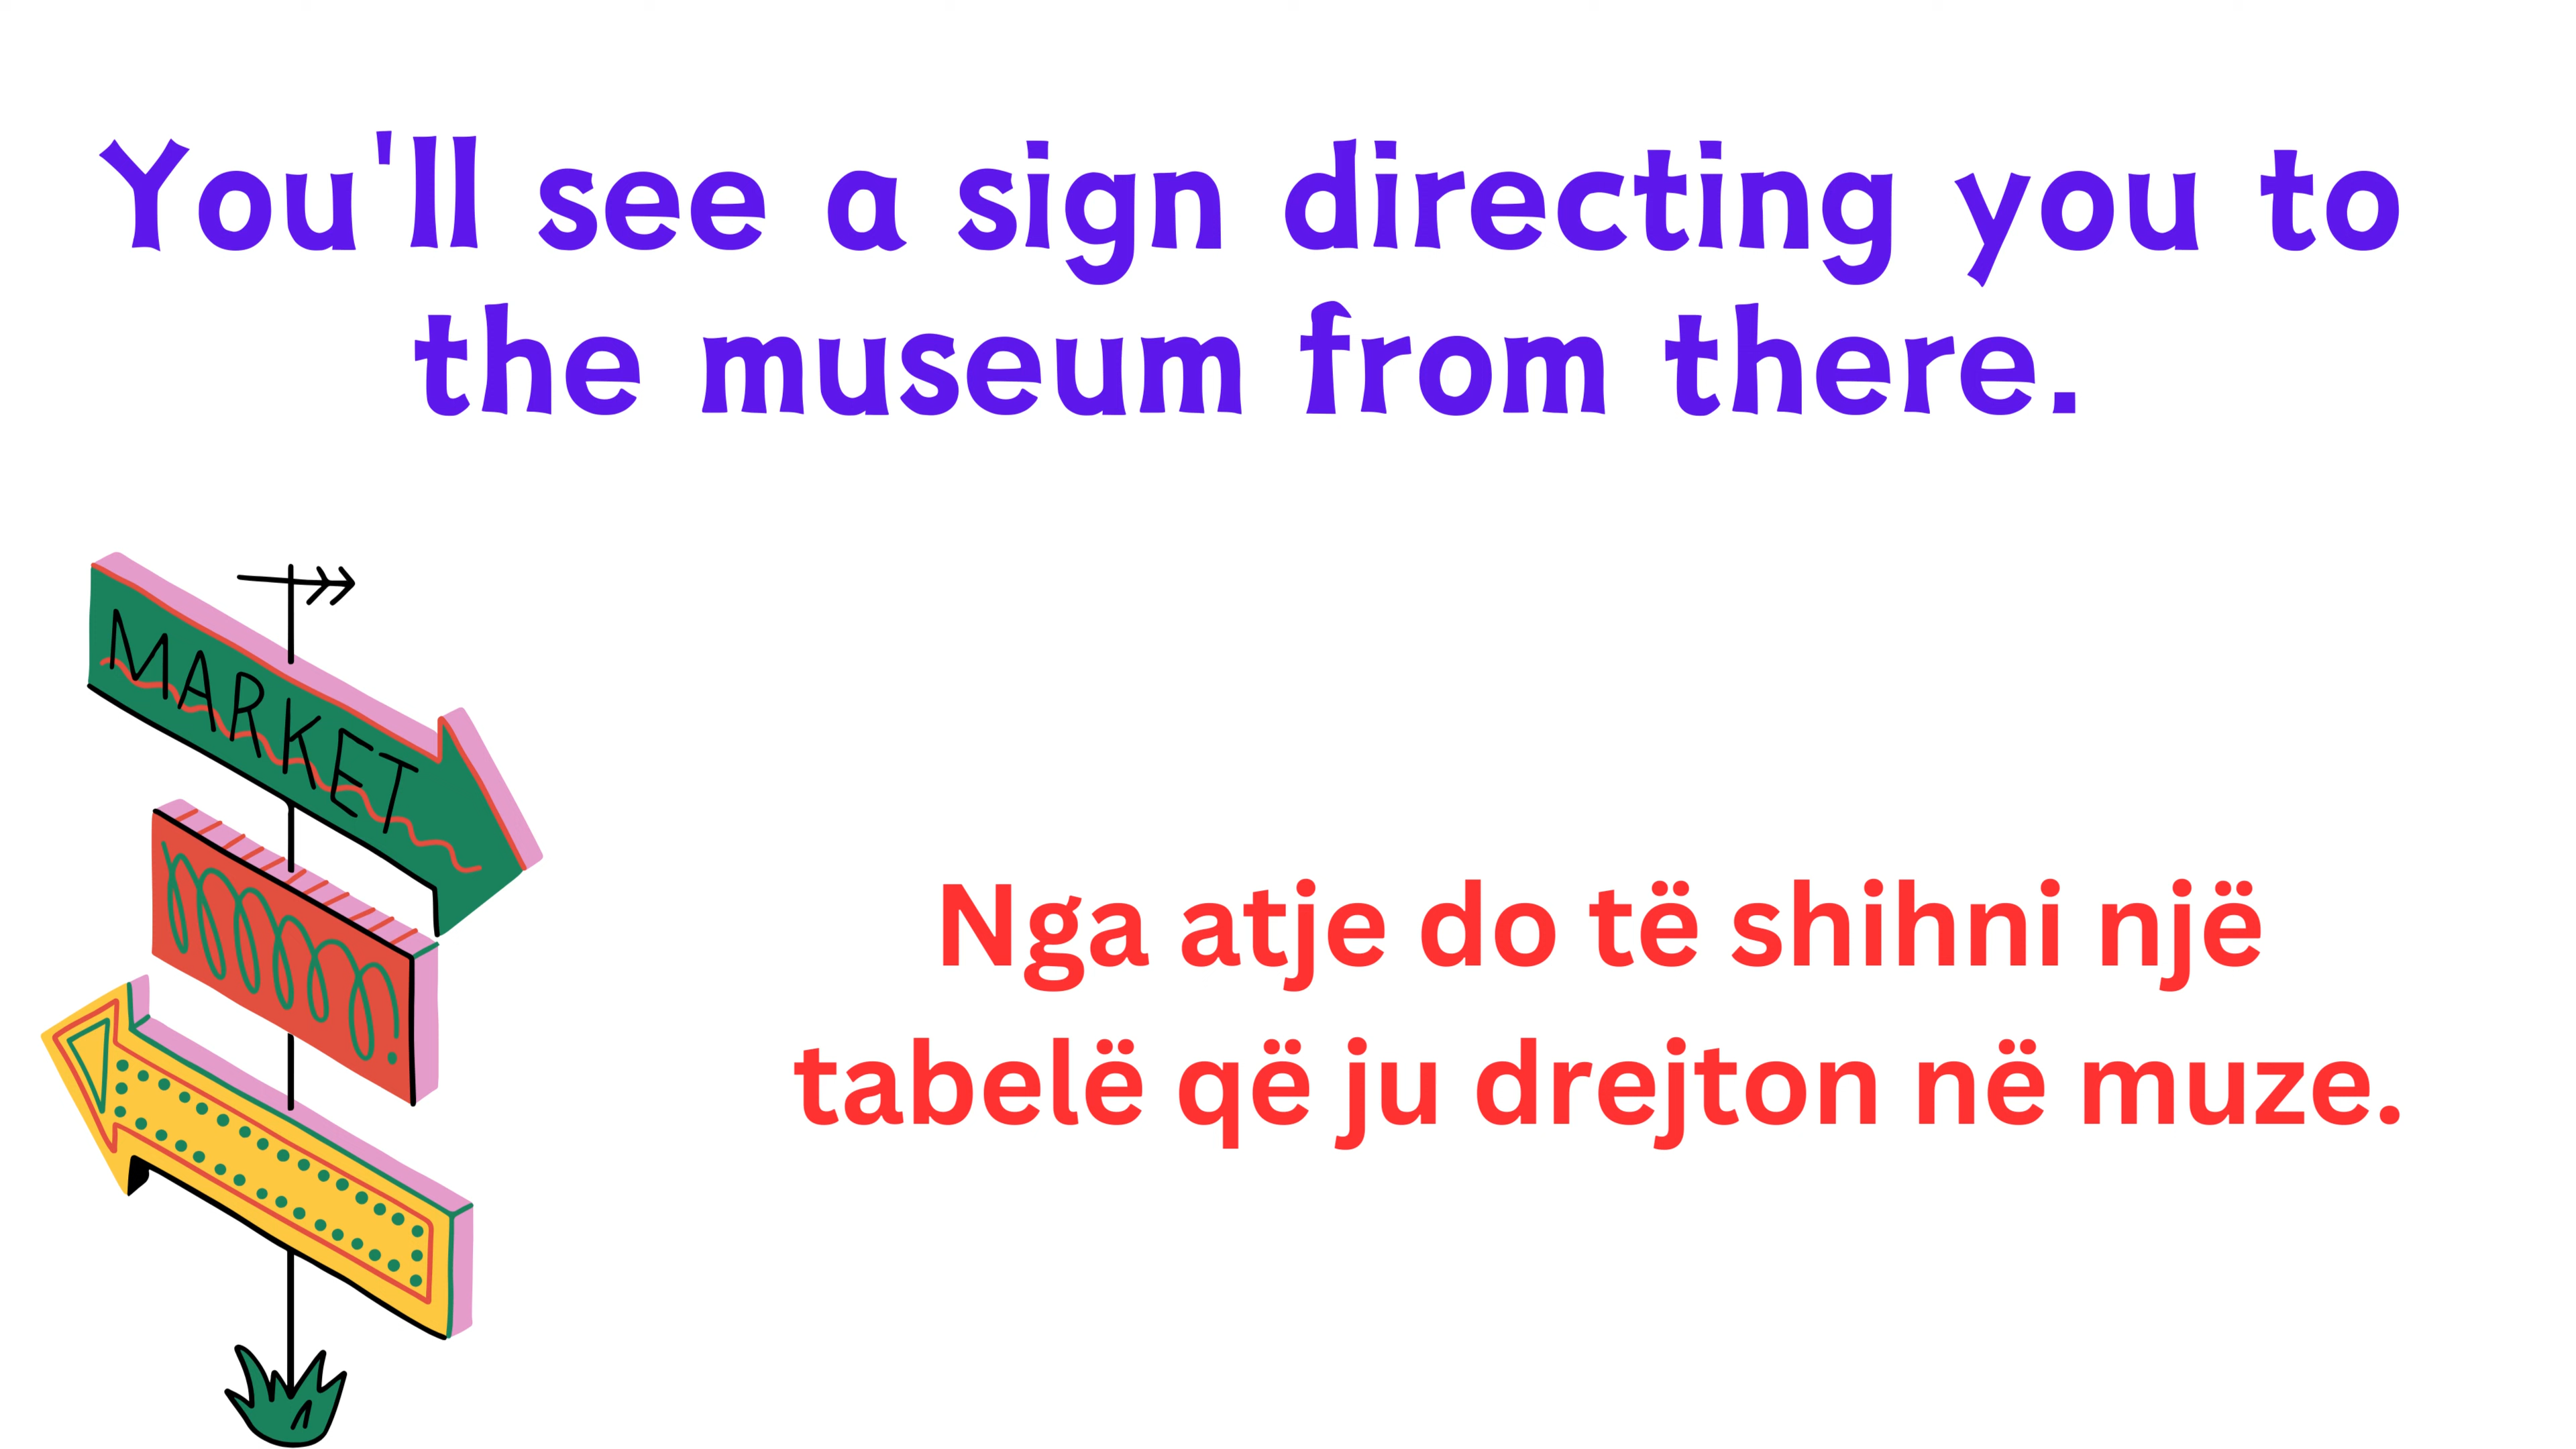 You'll see a sign directing you to
the museum from there.
MARKET
Nga atje do të shihni një
tabelë që ju drejton në muze.